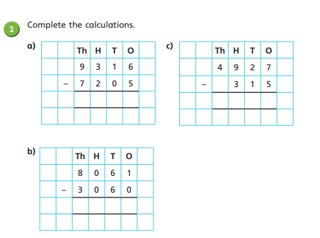 2 Complete the calculations.
a)
Th H T O
9 3 1 6
– 7 2 0 5
c)
Th H T O
4 9 2 7
– 3 1 5
b)
Th H T O
8 0 6 1
– 3 0 6 0